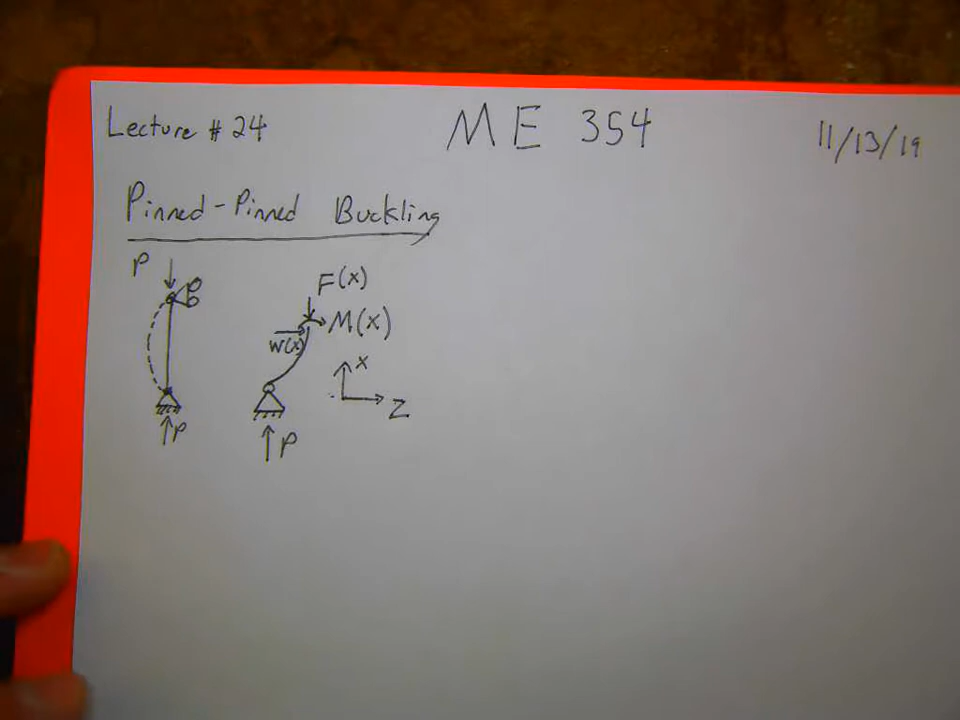 Lecture # 24 ME 354 11/13/19
Pinned-Pinned Buckling
P
F(x)
M(x)
W(x)
x
z
P
P